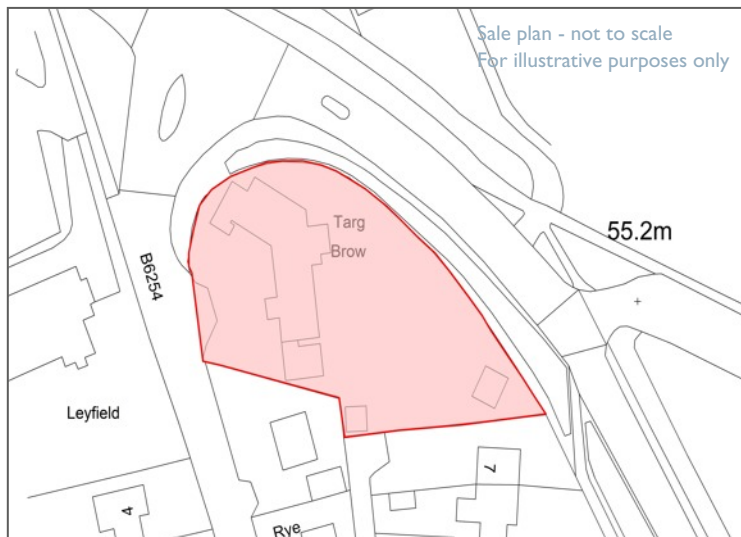 Sale plan - not to scale
For illustrative purposes only
Targ
Brow
55.2m
B6254
Leyfield
7
4
Rye